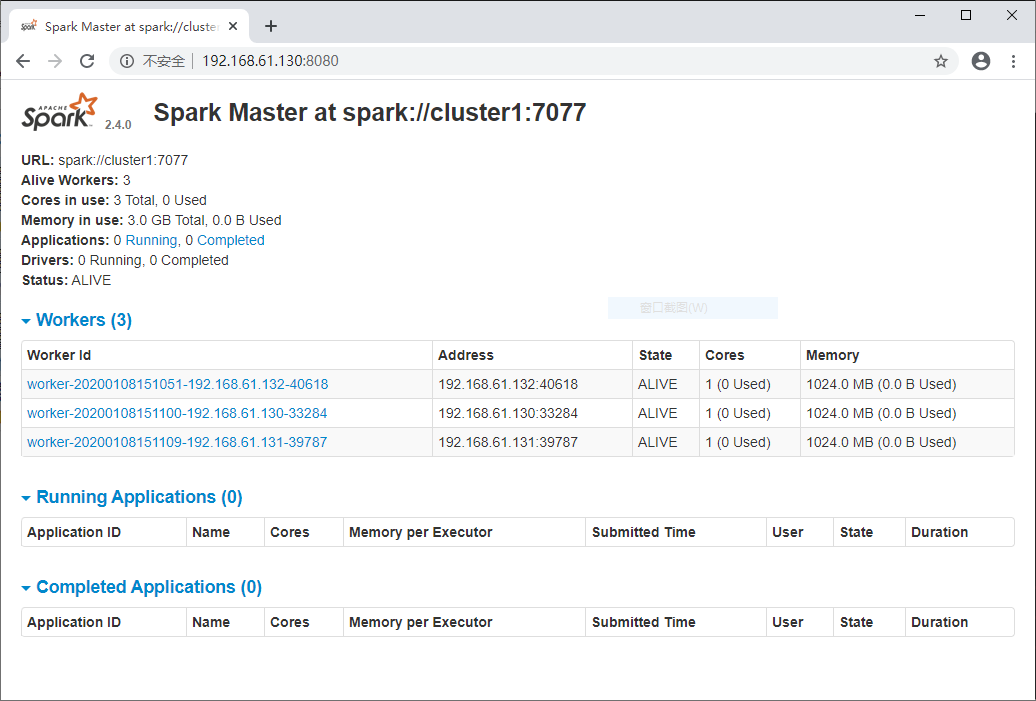 Spark Master at spark://cluste
不安全 192.168.61.130:8080
APACHE
Spark 2.4.0 Spark Master at spark://cluster1:7077
URL: spark://cluster1:7077
Alive Workers: 3
Cores in use: 3 Total, 0 Used
Memory in use: 3.0 GB Total, 0.0 B Used
Applications: 0 Running, 0 Completed
Drivers: 0 Running, 0 Completed
Status: ALIVE
窗口截图(W)
Workers (3)
Worker Id Address State Cores Memory
worker-20200108151051-192.168.61.132-40618 192.168.61.132:40618 ALIVE 1 (0 Used) 1024.0 MB (0.0 B Used)
worker-20200108151100-192.168.61.130-33284 192.168.61.130:33284 ALIVE 1 (0 Used) 1024.0 MB (0.0 B Used)
worker-20200108151109-192.168.61.131-39787 192.168.61.131:39787 ALIVE 1 (0 Used) 1024.0 MB (0.0 B Used)
Running Applications (0)
Application ID Name Cores Memory per Executor Submitted Time User State Duration
Completed Applications (0)
Application ID Name Cores Memory per Executor Submitted Time User State Duration